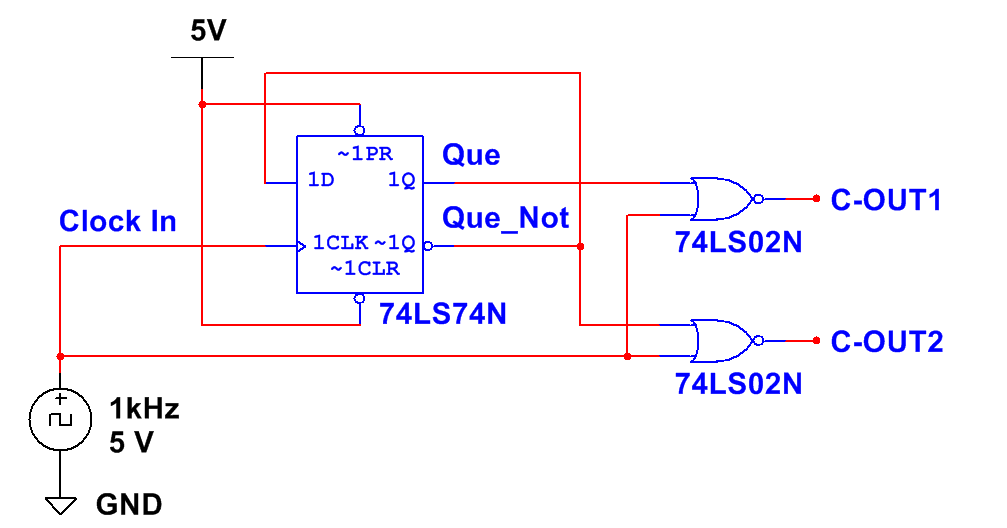 5V
~1PR
Que
1D
1Q
C-OUT1
Clock In
Que_Not
1CLK
~1Q
74LS02N
~1CLR
74LS74N
C-OUT2
74LS02N
1kHz
5 V
GND